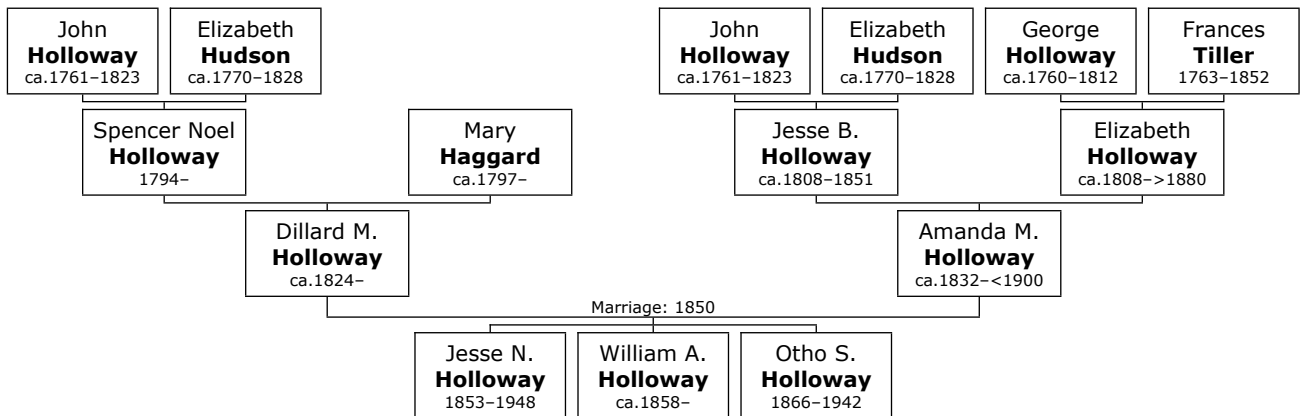 John
Holloway
ca.1761–1823
Elizabeth
Hudson
ca.1770–1828
John
Holloway
ca.1761–1823
Elizabeth
Hudson
ca.1770–1828
George
Holloway
ca.1760–1812
Frances
Tiller
1763–1852
Spencer Noel
Holloway
1794–
Mary
Haggard
ca.1797–
Jesse B.
Holloway
ca.1808–1851
Elizabeth
Holloway
ca.1808–>1880
Dillard M.
Holloway
ca.1824–
Amanda M.
Holloway
ca.1832–<1900
Marriage: 1850
Jesse N.
Holloway
1853–1948
William A.
Holloway
ca.1858–
Otho S.
Holloway
1866–1942